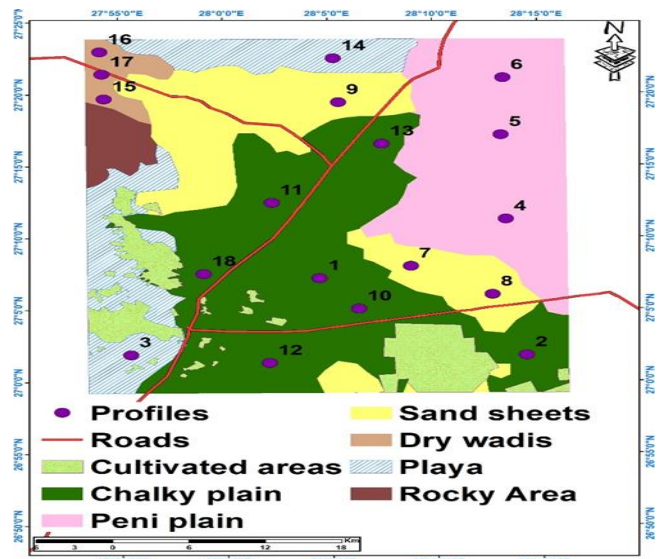 27°55'0"E 28°0'0"E 28°5'0"E 28°10'0"E 28°15'0"E
27°25'0"N
27°20'0"N 27°20'0"N
27°15'0"N 27°15'0"N
27°10'0"N 27°10'0"N
27°5'0"N 27°5'0"N
27°0'0"N 27°0'0"N
26°55'0"N 26°55'0"N
26°50'0"N 26°50'0"N
N
16
14
17
6
15
9
5
13
11
4
18
1
7
8
10
3
12
2
Profiles
Sand sheets
Roads
Dry wadis
Cultivated areas
Playa
Chalky plain
Rocky Area
Peni plain
6 3 0 6 12 18
Km